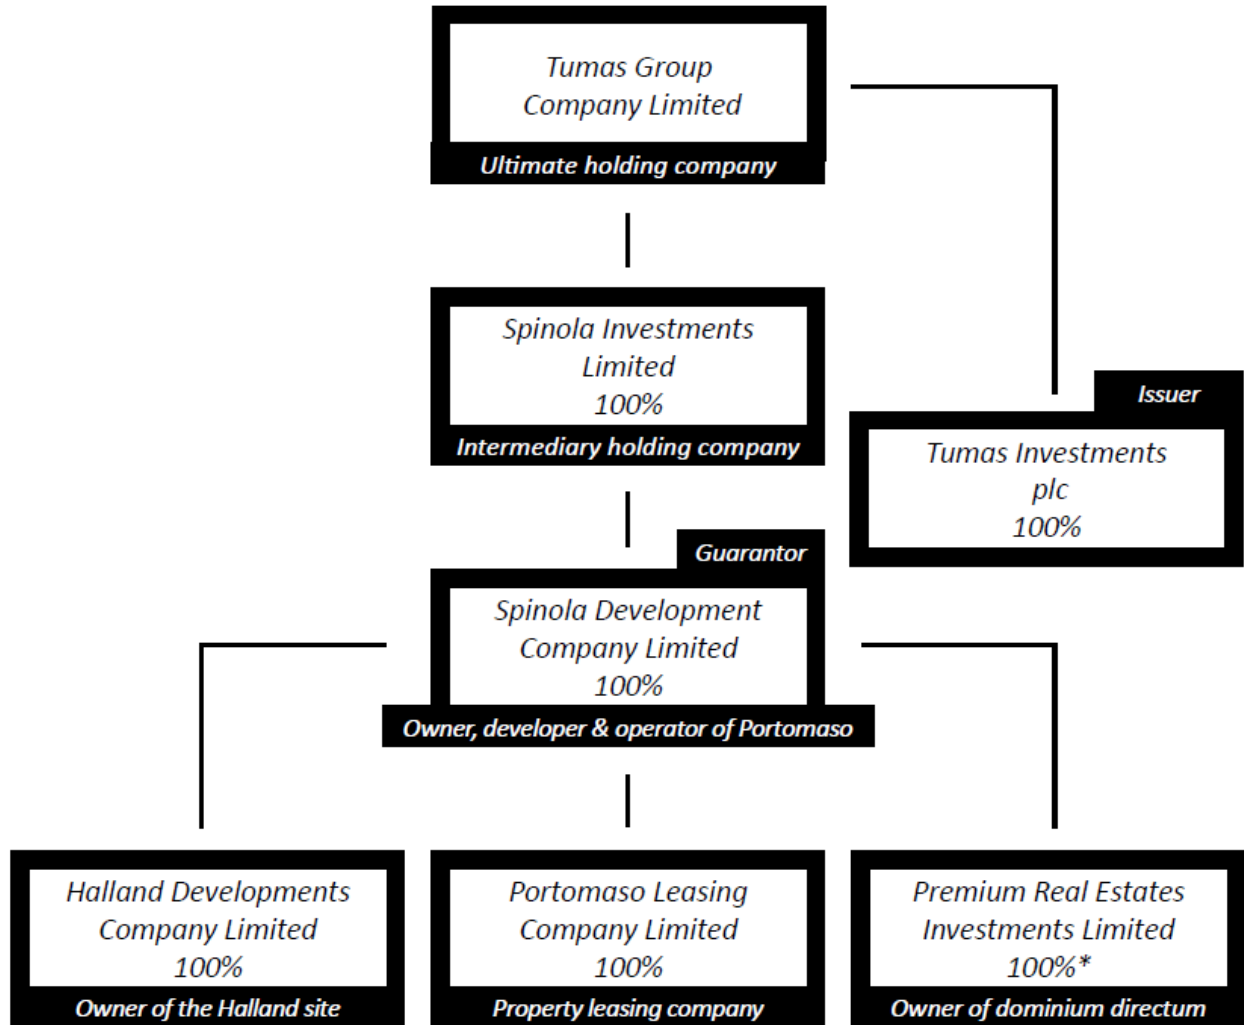 Tumas Group
Company Limited
Ultimate holding company
Spinola Investments
Limited
100%
Intermediary holding company
Issuer
Tumas Investments
plc
100%
Guarantor
Spinola Development
Company Limited
100%
Owner, developer & operator of Portomaso
Halland Developments
Company Limited
100%
Owner of the Halland site
Portomaso Leasing
Company Limited
100%
Property leasing company
Premium Real Estates
Investments Limited
100%*
Owner of dominium directum